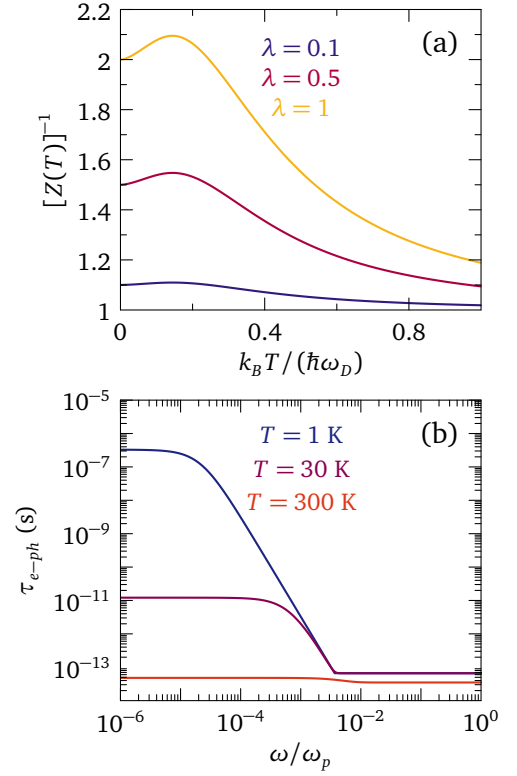 2.2
(a)
λ = 0.1
2
λ = 0.5
λ = 1
1.8
[Z(T)]⁻¹
1.6
1.4
1.2
1
0 0.4 0.8
k_B T/(ħω_D)
10⁻⁵
(b)
T = 1 K
10⁻⁷
T = 30 K
T = 300 K
10⁻⁹
τ_{e−ph} (s)
10⁻¹¹
10⁻¹³
10⁻⁶ 10⁻⁴ 10⁻² 10⁰
ω/ω_p